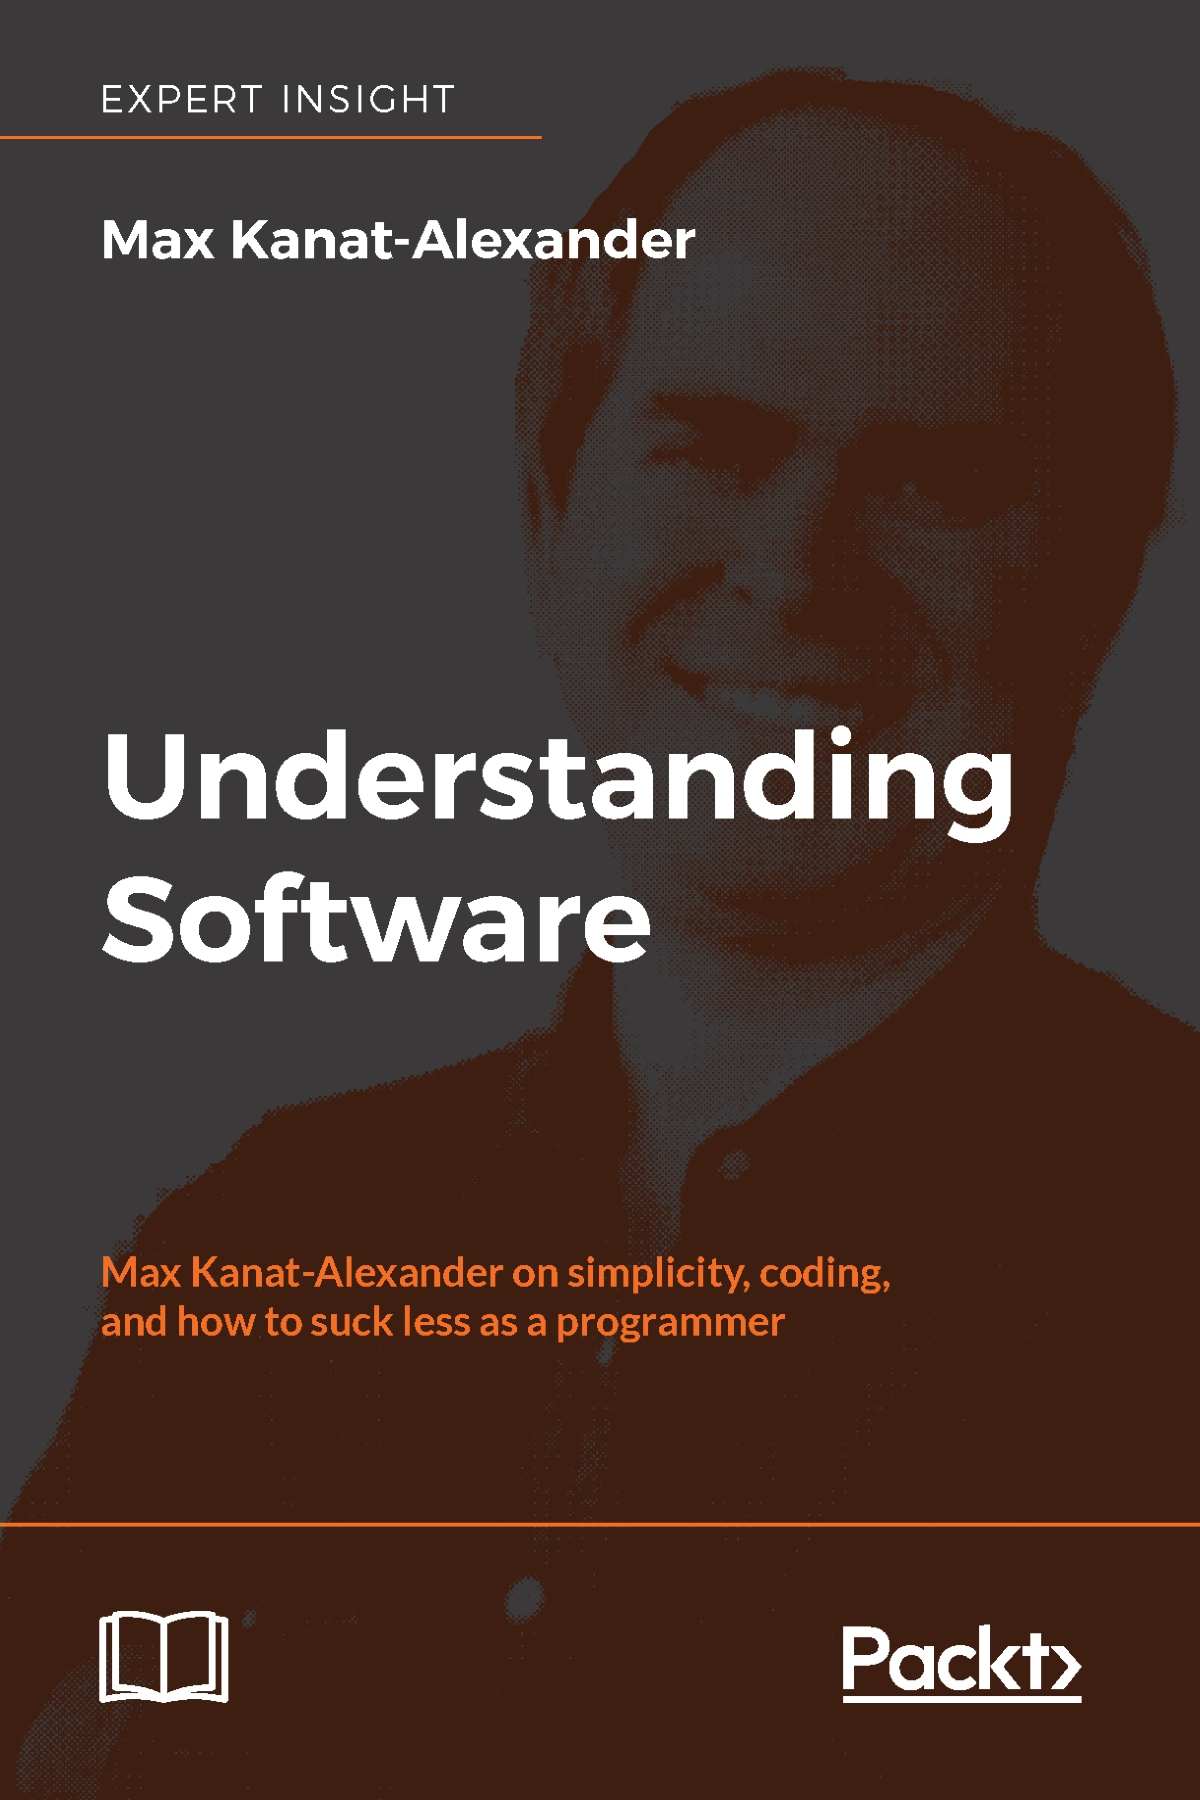 EXPERT INSIGHT
Max Kanat-Alexander
Understanding
Software
Max Kanat-Alexander on simplicity, coding,
and how to suck less as a programmer
Packt